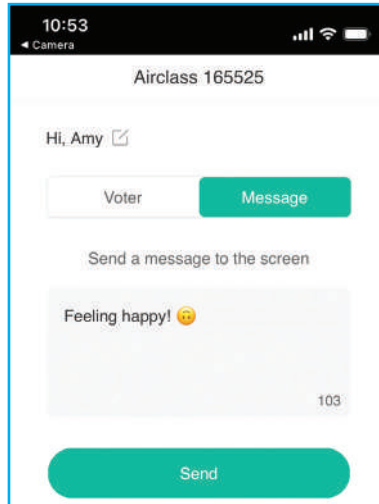 10:53
◀ Camera
Airclass 165525
Hi, Amy
Voter Message
Send a message to the screen
Feeling happy! 🙃
103
Send